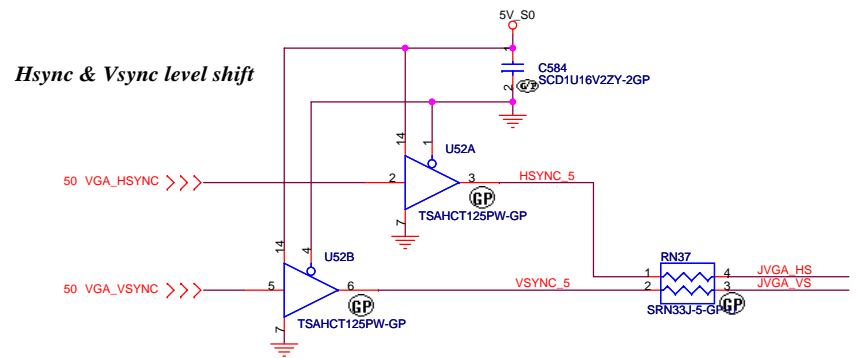 5V_S0
Hsync & Vsync level shift
1
C584
SCD1U16V2ZY-2GP
2
14
1
U52A
50 VGA_HSYNC
2
3
HSYNC_5
GP
TSAHCT125PW-GP
7
14
4
U52B
RN37
50 VGA_VSYNC
5
6
VSYNC_5
1
4
JVGA_HS
2
3
JVGA_VS
GP
GP
TSAHCT125PW-GP
SRN33J-5-GP
7